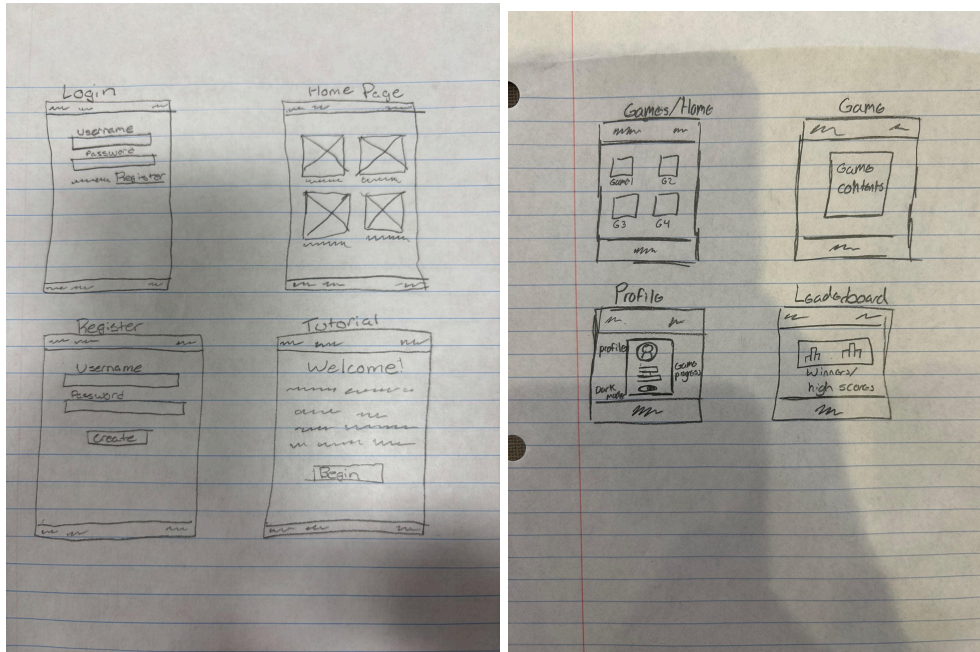 Login
Username
Password
Register
Home Page
Register
Username
Password
Create
Tutorial
Welcome!
Begin
Games/Home
Game1
G2
G3
G4
Game
Game
contents
Profile
profile
Game
progress
Dark
mode
Leaderboard
Winners/
high scores